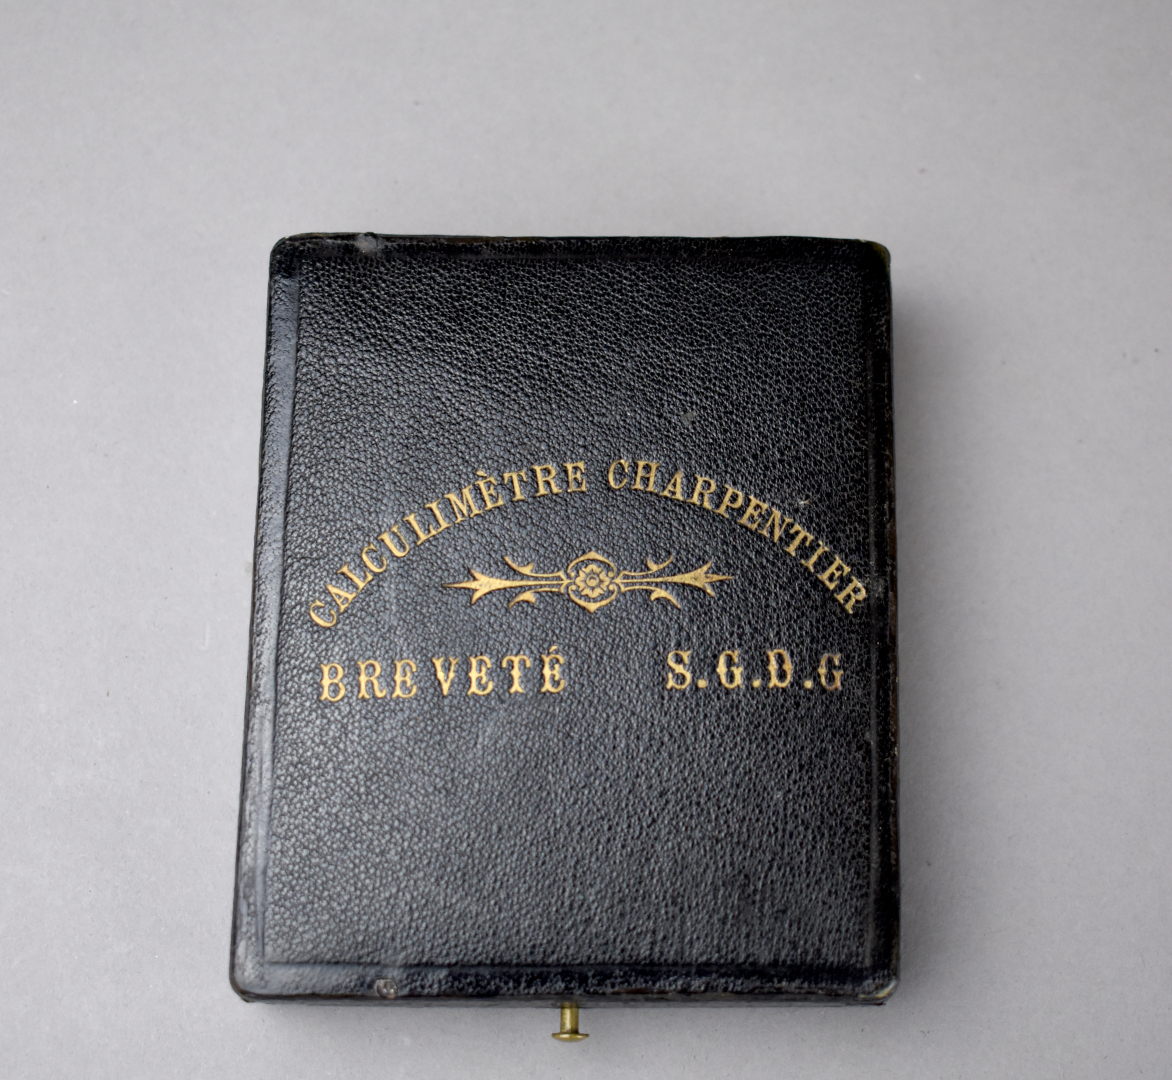 CALCULIMÈTRE CHARPENTIER
BREVETÉ S.G.D.G